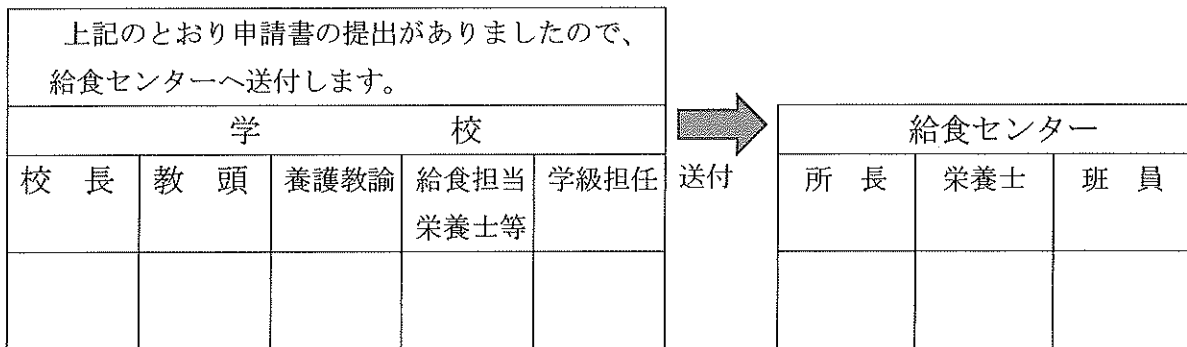 上記のとおり申請書の提出がありましたので、
給食センターへ送付します。
学　　　校
校　長　教　頭　養護教諭　給食担当　学級担任
栄養士等
送付
給食センター
所　長　栄養士　班　員